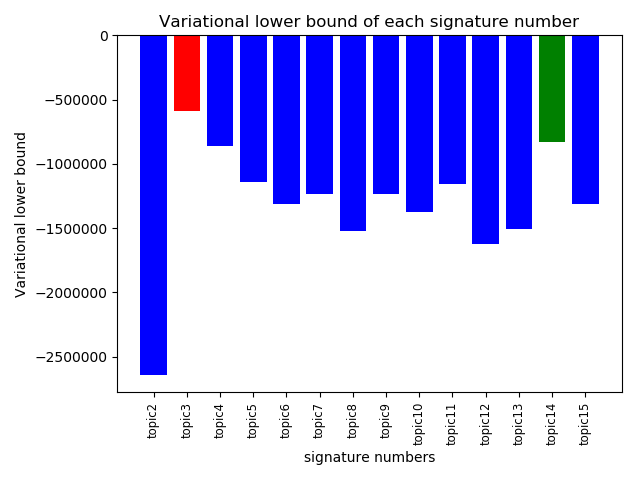 Variational lower bound of each signature number
Variational lower bound
0
−500000
−1000000
−1500000
−2000000
−2500000
topic2
topic3
topic4
topic5
topic6
topic7
topic8
topic9
topic10
topic11
topic12
topic13
topic14
topic15
signature numbers